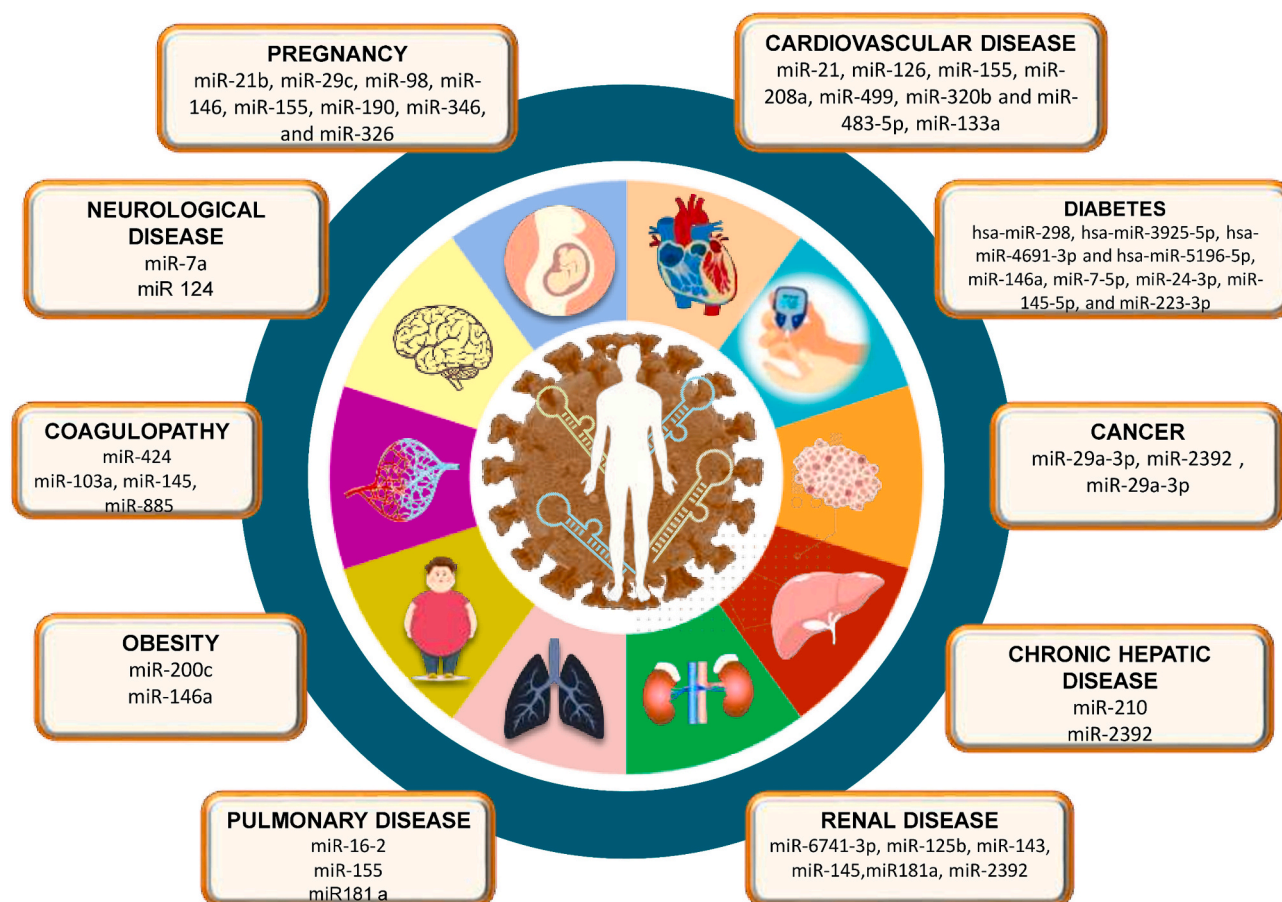 PREGNANCY
miR-21b, miR-29c, miR-98, miR-
146, miR-155, miR-190, miR-346,
and miR-326
CARDIOVASCULAR DISEASE
miR-21, miR-126, miR-155, miR-
208a, miR-499, miR-320b and miR-
483-5p, miR-133a
NEUROLOGICAL
DISEASE
miR-7a
miR 124
DIABETES
hsa-miR-298, hsa-miR-3925-5p, hsa-
miR-4691-3p and hsa-miR-5196-5p,
miR-146a, miR-7-5p, miR-24-3p, miR-
145-5p, and miR-223-3p
COAGULOPATHY
miR-424
miR-103a, miR-145,
miR-885
CANCER
miR-29a-3p, miR-2392 ,
miR-29a-3p
OBESITY
miR-200c
miR-146a
CHRONIC HEPATIC
DISEASE
miR-210
miR-2392
PULMONARY DISEASE
miR-16-2
miR-155
miR181 a
RENAL DISEASE
miR-6741-3p, miR-125b, miR-143,
miR-145,miR181a, miR-2392